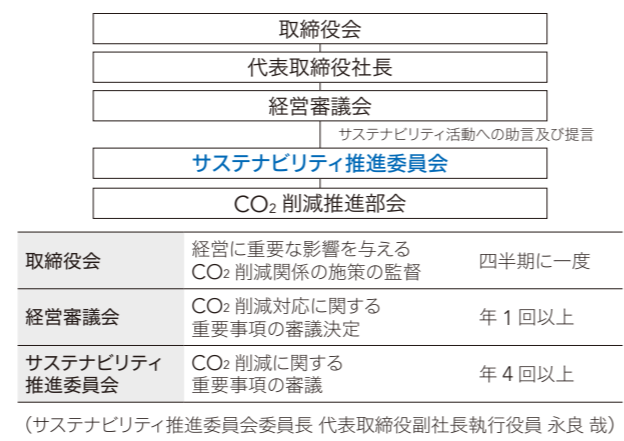 取締役会
代表取締役社長
経営審議会
サステナビリティ活動への助言及び提言
サステナビリティ推進委員会
CO₂ 削減推進部会
取締役会
経営に重要な影響を与える
CO₂ 削減関係の施策の監督
四半期に一度
経営審議会
CO₂ 削減対応に関する
重要事項の審議決定
年 1 回以上
サステナビリティ
推進委員会
CO₂ 削減に関する
重要事項の審議
年 4 回以上
（サステナビリティ推進委員会委員長 代表取締役副社長執行役員 永良 哉）